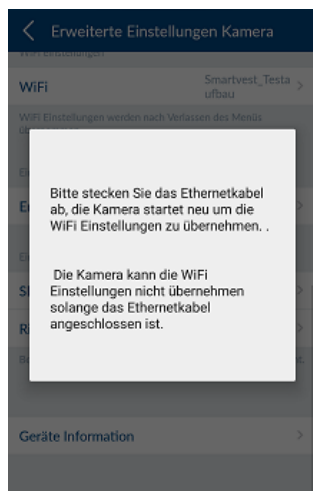 Erweiterte Einstellungen Kamera
WiFi Einstellungen
WiFi
Smartvest_Testa
ufbau
WiFi Einstellungen werden nach Verlassen des Menüs
Bitte stecken Sie das Ethernetkabel
ab, die Kamera startet neu um die
WiFi Einstellungen zu übernehmen. .
Die Kamera kann die WiFi
Einstellungen nicht übernehmen
solange das Ethernetkabel
angeschlossen ist.
Geräte Information